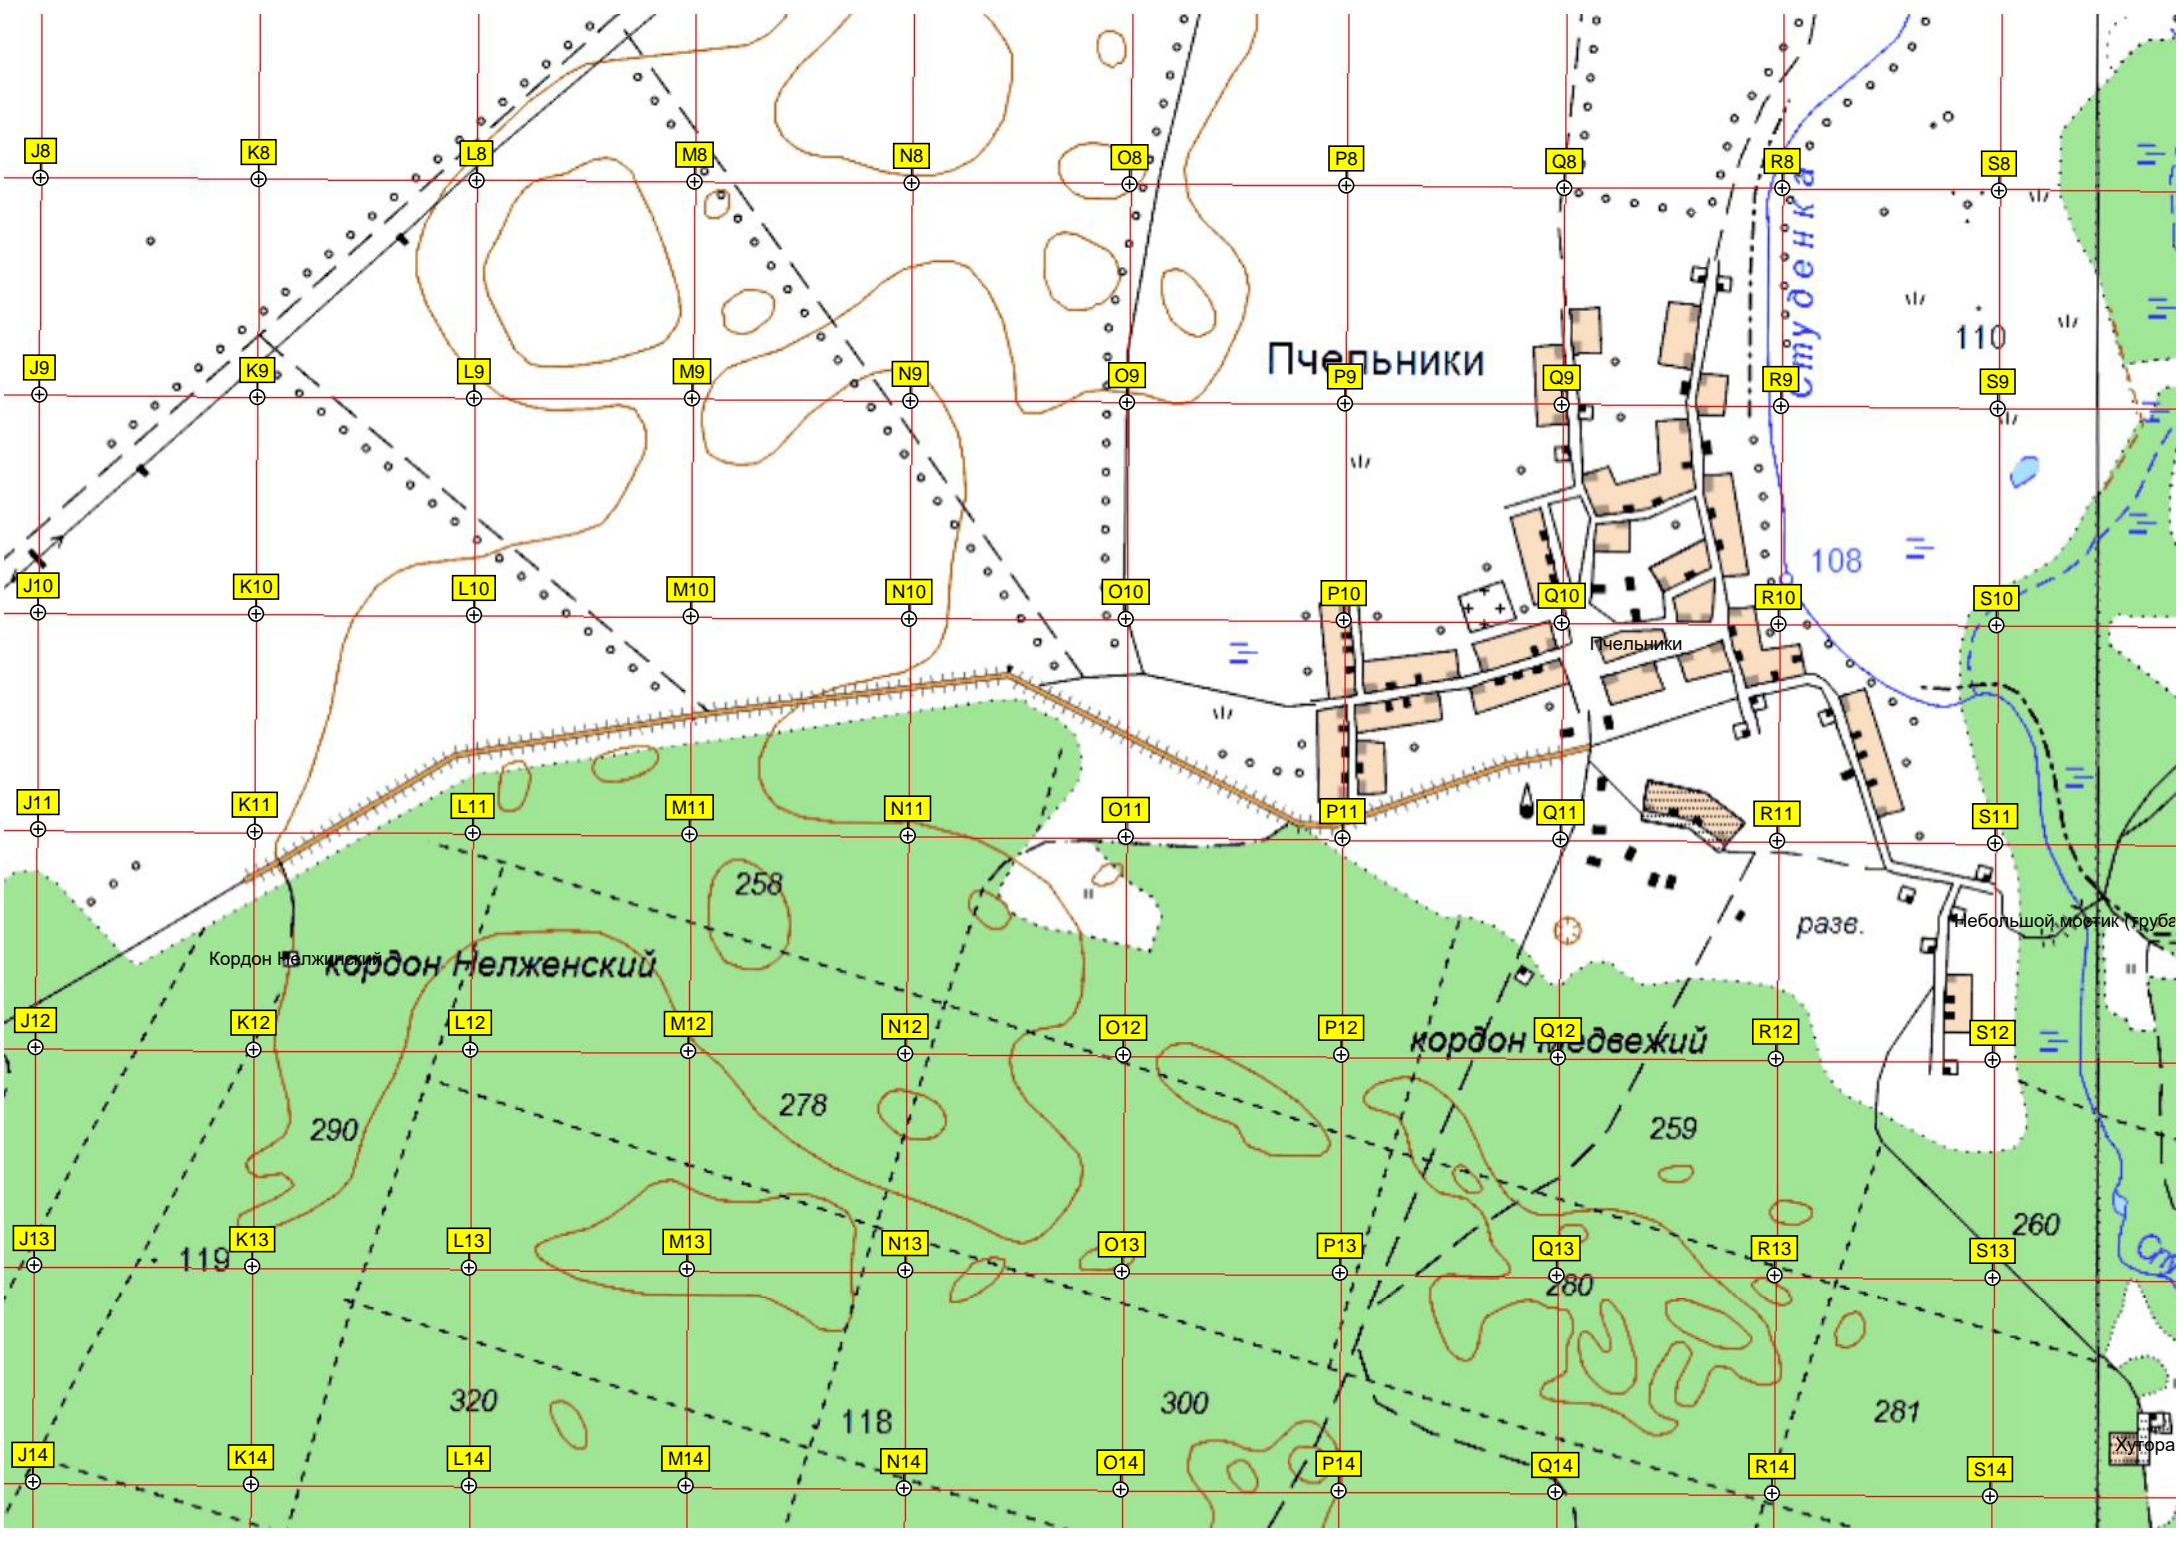 J8 K8 L8 M8 N8 O8 P8 Q8 R8 S8
Студенка
110
Пчельники
J9 K9 L9 M9 N9 O9 P9 Q9 R9 S9
108
J10 K10 L10 M10 N10 O10 P10 Q10 R10 S10
Пчельники
J11 K11 L11 M11 N11 O11 P11 Q11 R11 S11
258
разв.
Небольшой мостик (труба
Кордон Нелжинский
кордон Нелженский
J12 K12 L12 M12 N12 O12 P12 Q12 R12 S12
кордон Медвежий
290
278
259
260
J13 K13 L13 M13 N13 O13 P13 Q13 R13 S13
119
280
Сту
320
118
300
281
Хутора
J14 K14 L14 M14 N14 O14 P14 Q14 R14 S14